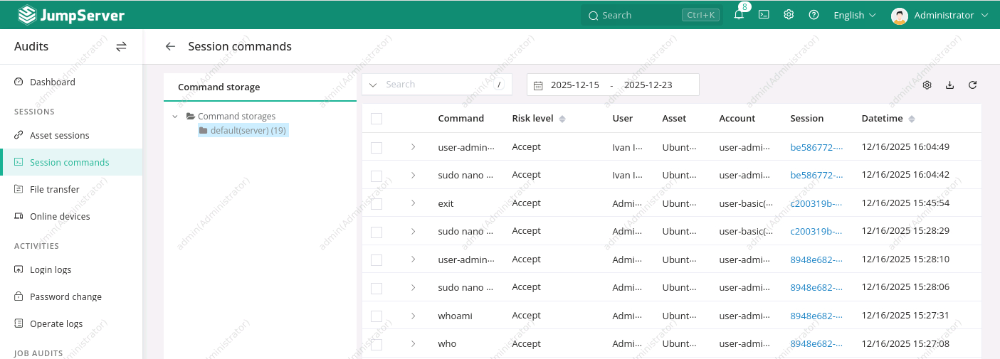 JumpServer
Search Ctrl+K 8 English Administrator
Audits
Session commands
Dashboard
SESSIONS
Asset sessions
Session commands
File transfer
Online devices
ACTIVITIES
Login logs
Password change
Operate logs
JOB AUDITS
Command storage
Command storages
default(server) (19)
Search / 2025-12-15 - 2025-12-23
Command Risk level User Asset Account Session Datetime
user-admin··· Accept Ivan I··· Ubunt··· user-admi··· be586772-··· 12/16/2025 16:04:49
sudo nano ... Accept Ivan I··· Ubunt··· user-admi··· be586772-··· 12/16/2025 16:04:42
exit Accept Admi··· Ubunt··· user-basic(... c200319b-··· 12/16/2025 15:45:54
sudo nano ... Accept Admi··· Ubunt··· user-basic(... c200319b-··· 12/16/2025 15:28:29
user-admin··· Accept Admi··· Ubunt··· user-admi··· 8948e682-··· 12/16/2025 15:28:10
sudo nano ... Accept Admi··· Ubunt··· user-admi··· 8948e682-··· 12/16/2025 15:28:06
whoami Accept Admi··· Ubunt··· user-admi··· 8948e682-··· 12/16/2025 15:27:31
who Accept Admi··· Ubunt··· user-admi··· 8948e682-··· 12/16/2025 15:27:08
admin(Administrator)